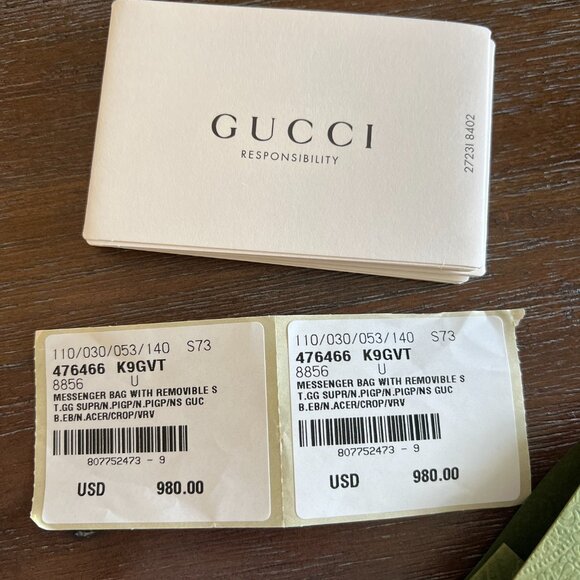 GUCCI
RESPONSIBILITY
2723I 8402
110/030/053/140 S73
476466 K9GVT
8856 U
MESSENGER BAG WITH REMOVIBLE S
T.GG SUPR/N.PIGP/N.PIGP/NS GUC
B.EB/N.ACER/CROP/VRV
807752473 - 9
USD 980.00
110/030/053/140 S73
476466 K9GVT
8856 U
MESSENGER BAG WITH REMOVIBLE S
T.GG SUPR/N.PIGP/N.PIGP/NS GUC
B.EB/N.ACER/CROP/VRV
807752473 - 9
USD 980.00